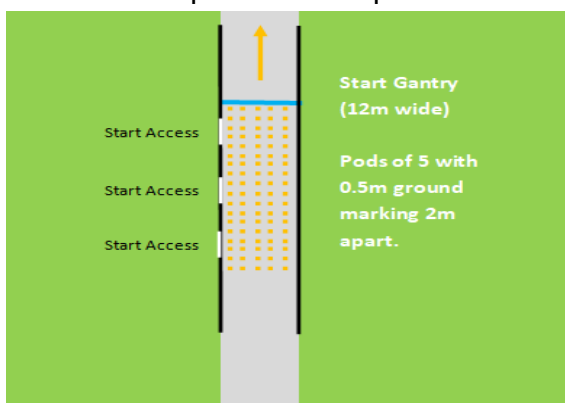 Start Gantry
(12m wide)
Start Access
Pods of 5 with
0.5m ground
Start Access
marking 2m
apart.
Start Access